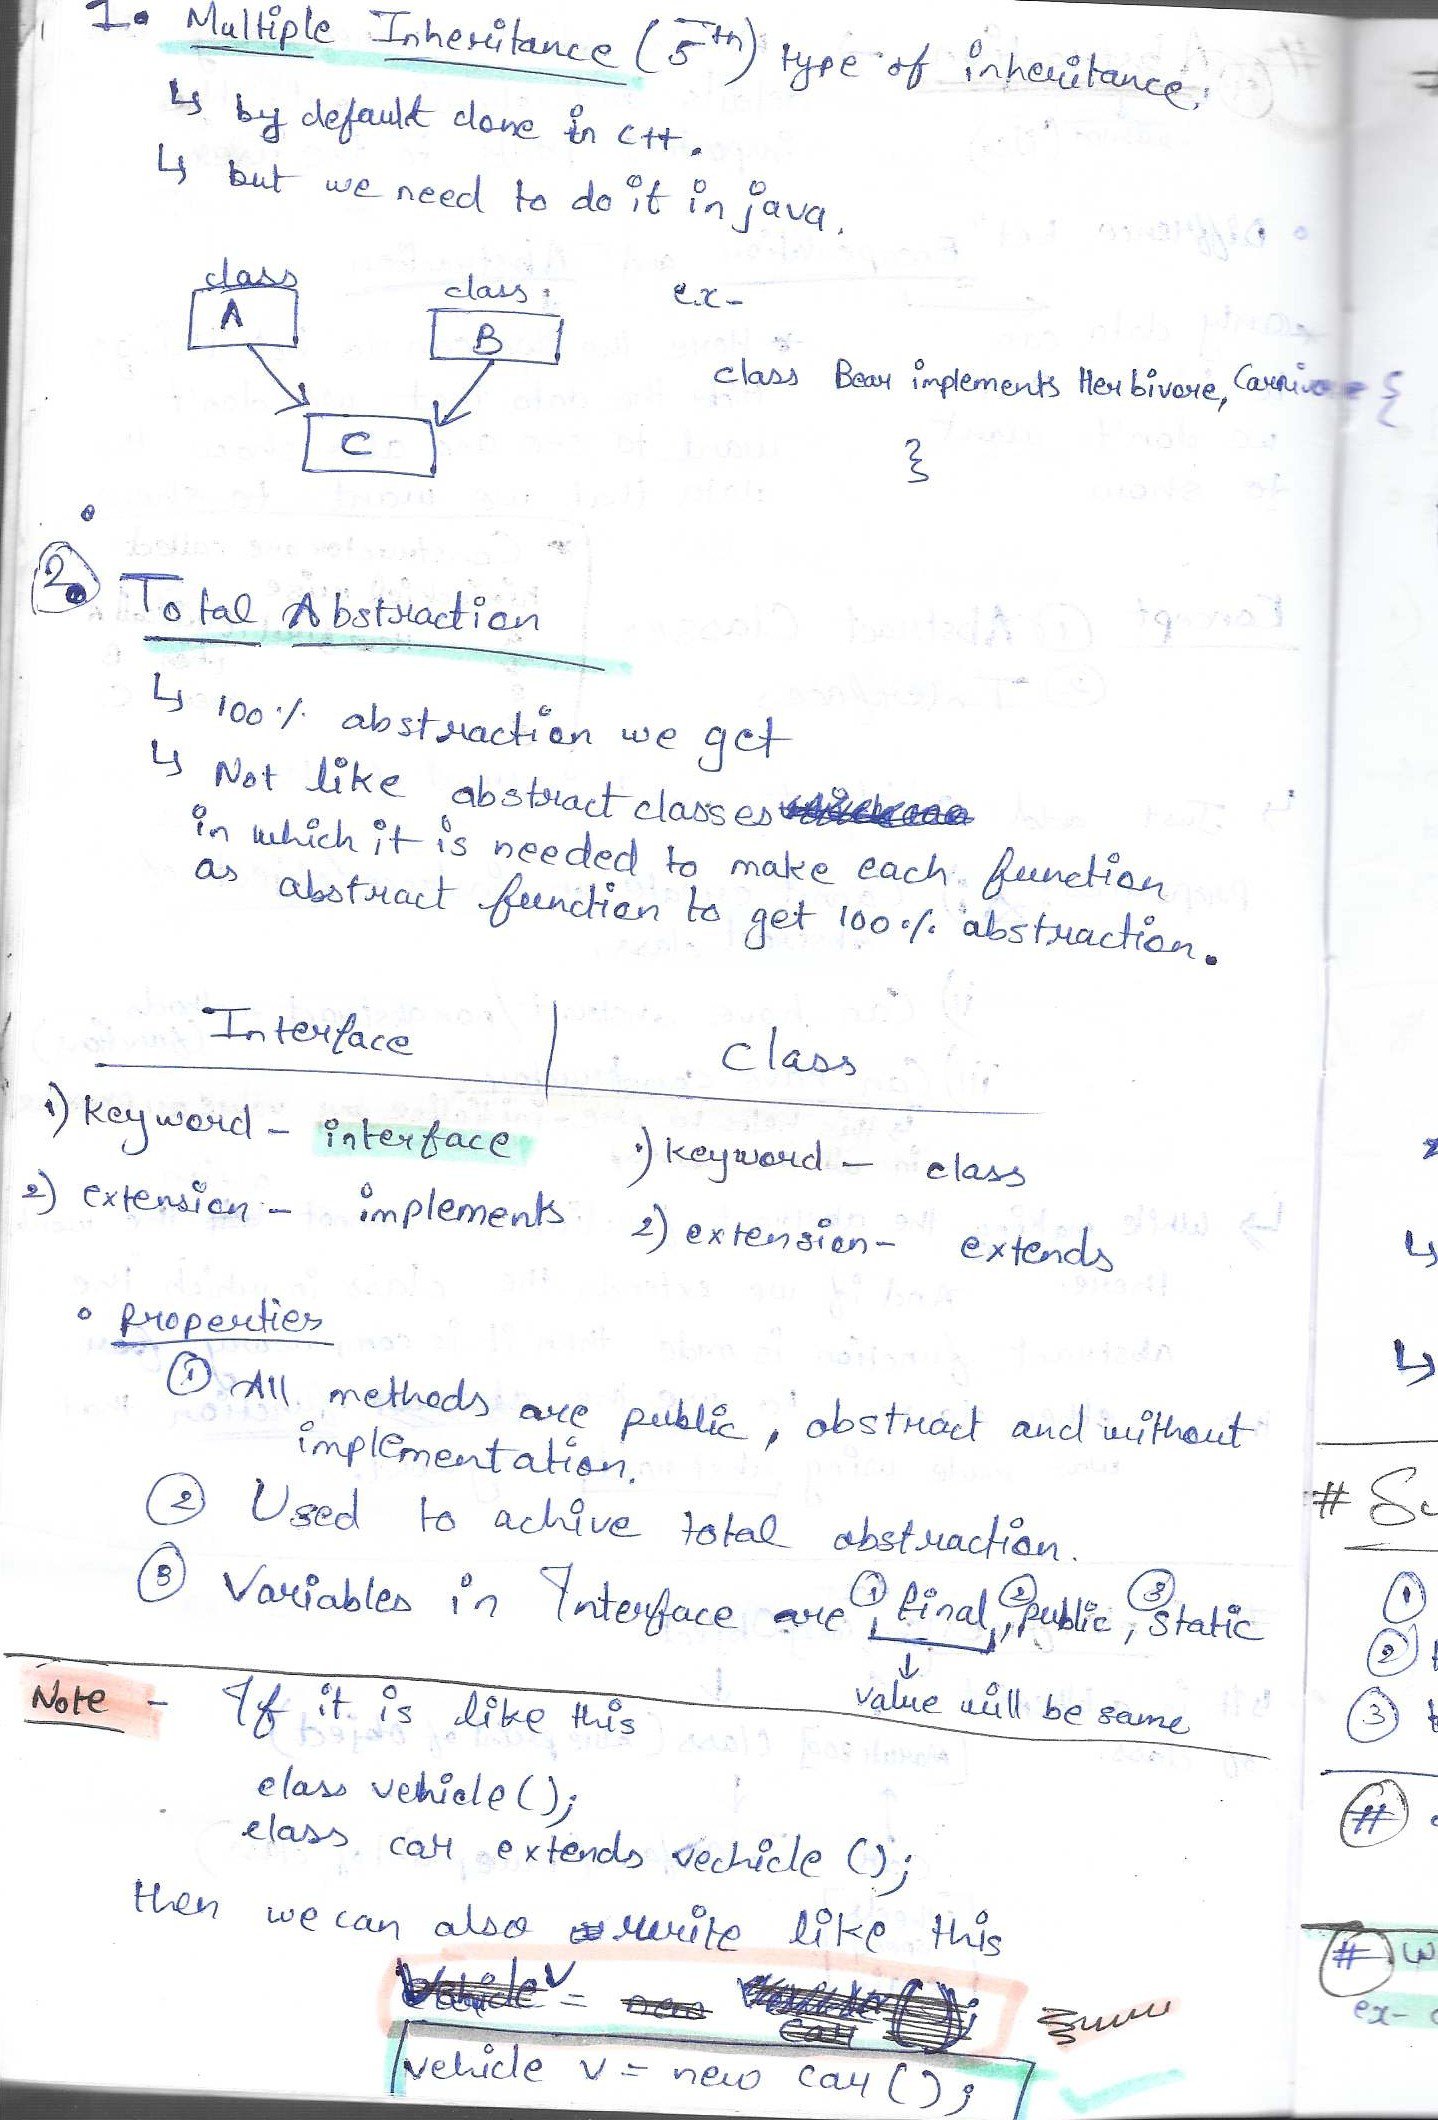 1. Multiple Inheritance (5th) type of inheritance.
↳ by default done in C++.
↳ but we need to do it in java.
class
A
class
B
C
ex-
class Bear implements Herbivore, Carnivore {
}
2. Total Abstraction
↳ 100% abstraction we get
↳ Not like abstract classes
in which it is needed to make each function
as abstract function to get 100% abstraction.
Interface | Class
1) Keyword - interface
1) Keyword - class
2) extension - implements
2) extension - extends
• Properties
① All methods are public, abstract and without
implementation.
② Used to achive total abstraction.
③ Variables in Interface are ① final, ② public, ③ static
↓
value will be same
Note - If it is like this
class vehicle();
class car extends vechicle ();
then we can also write like this
vehicle v = new car();
# Su
①
②
③
#
# W
ex- c